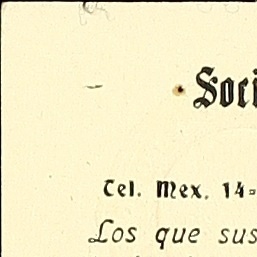 Soci
Tel. Mex. 14-
Los que sus